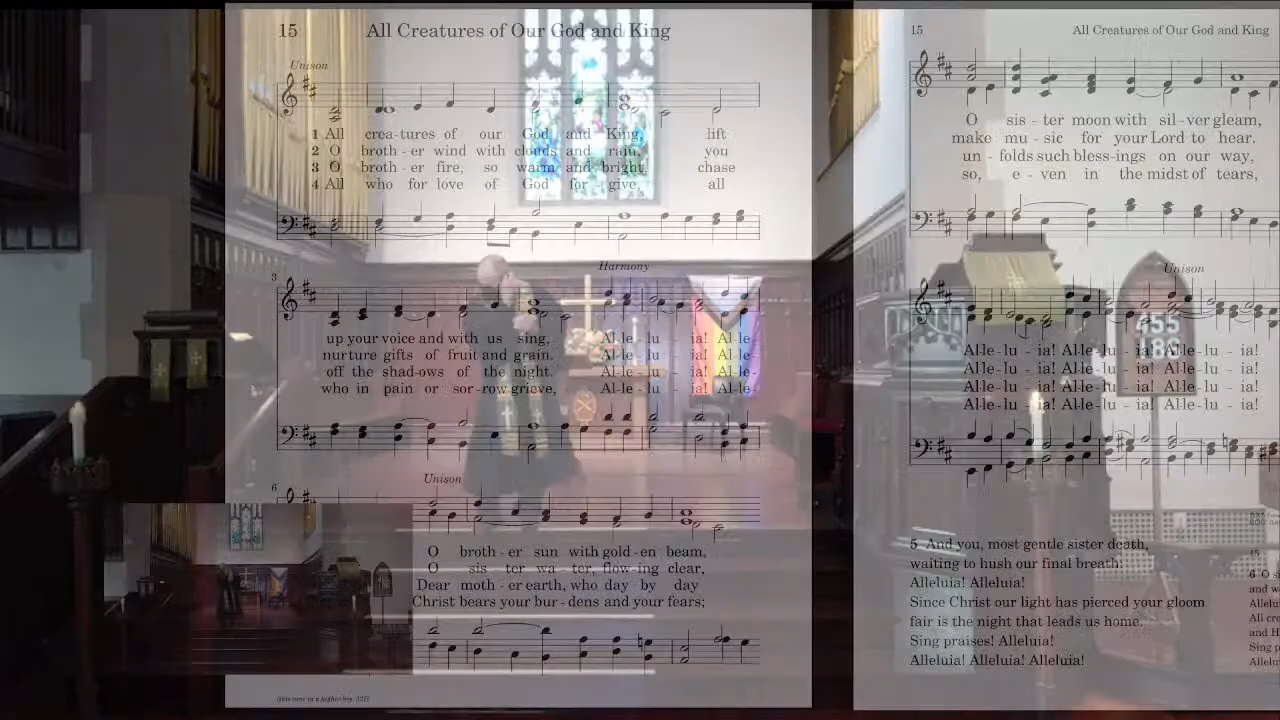 15 All Creatures of Our God and King
Unison
1 All crea-tures of our God and King, lift
2 O broth-er wind with clouds and rain, you
3 O broth-er fire, so warm and bright, chase
4 All who for love of God for give, all
3
Harmony
up your voice and with us sing, Al-le-lu - ia! Al-le-
nurture gifts of fruit and grain. Al-le-lu - ia! Al-le-
off the shad-ows of the night. Al-le-lu - ia! Al-le-
who in pain or sor-row grieve, Al-le-lu - ia! Al-le-
6
Unison
O broth-er sun with gold-en beam,
O sis-ter wa-ter, flow-ing clear,
Dear moth-er earth, who day by day
Christ bears your bur-dens and your fears;
(this tune in a higher key, 527)
15 All Creatures of Our God and King
O sis-ter moon with sil-ver gleam,
make mu-sic for your Lord to hear.
un-folds such bless-ings on our way,
so, e-ven in the midst of tears,
Unison
Al-le-lu - ia! Al-le-lu - ia! Al-le-lu - ia!
Al-le-lu - ia! Al-le-lu - ia! Al-le-lu - ia!
Al-le-lu - ia! Al-le-lu - ia! Al-le-lu - ia!
Al-le-lu - ia! Al-le-lu - ia! Al-le-lu - ia!
5 And you, most gentle sister death,
waiting to hush our final breath:
Alleluia! Alleluia!
Since Christ our light has pierced your gloom
fair is the night that leads us home.
Sing praises! Alleluia!
Alleluia! Alleluia! Alleluia!
15
6 O
and
All
and
Sing
455